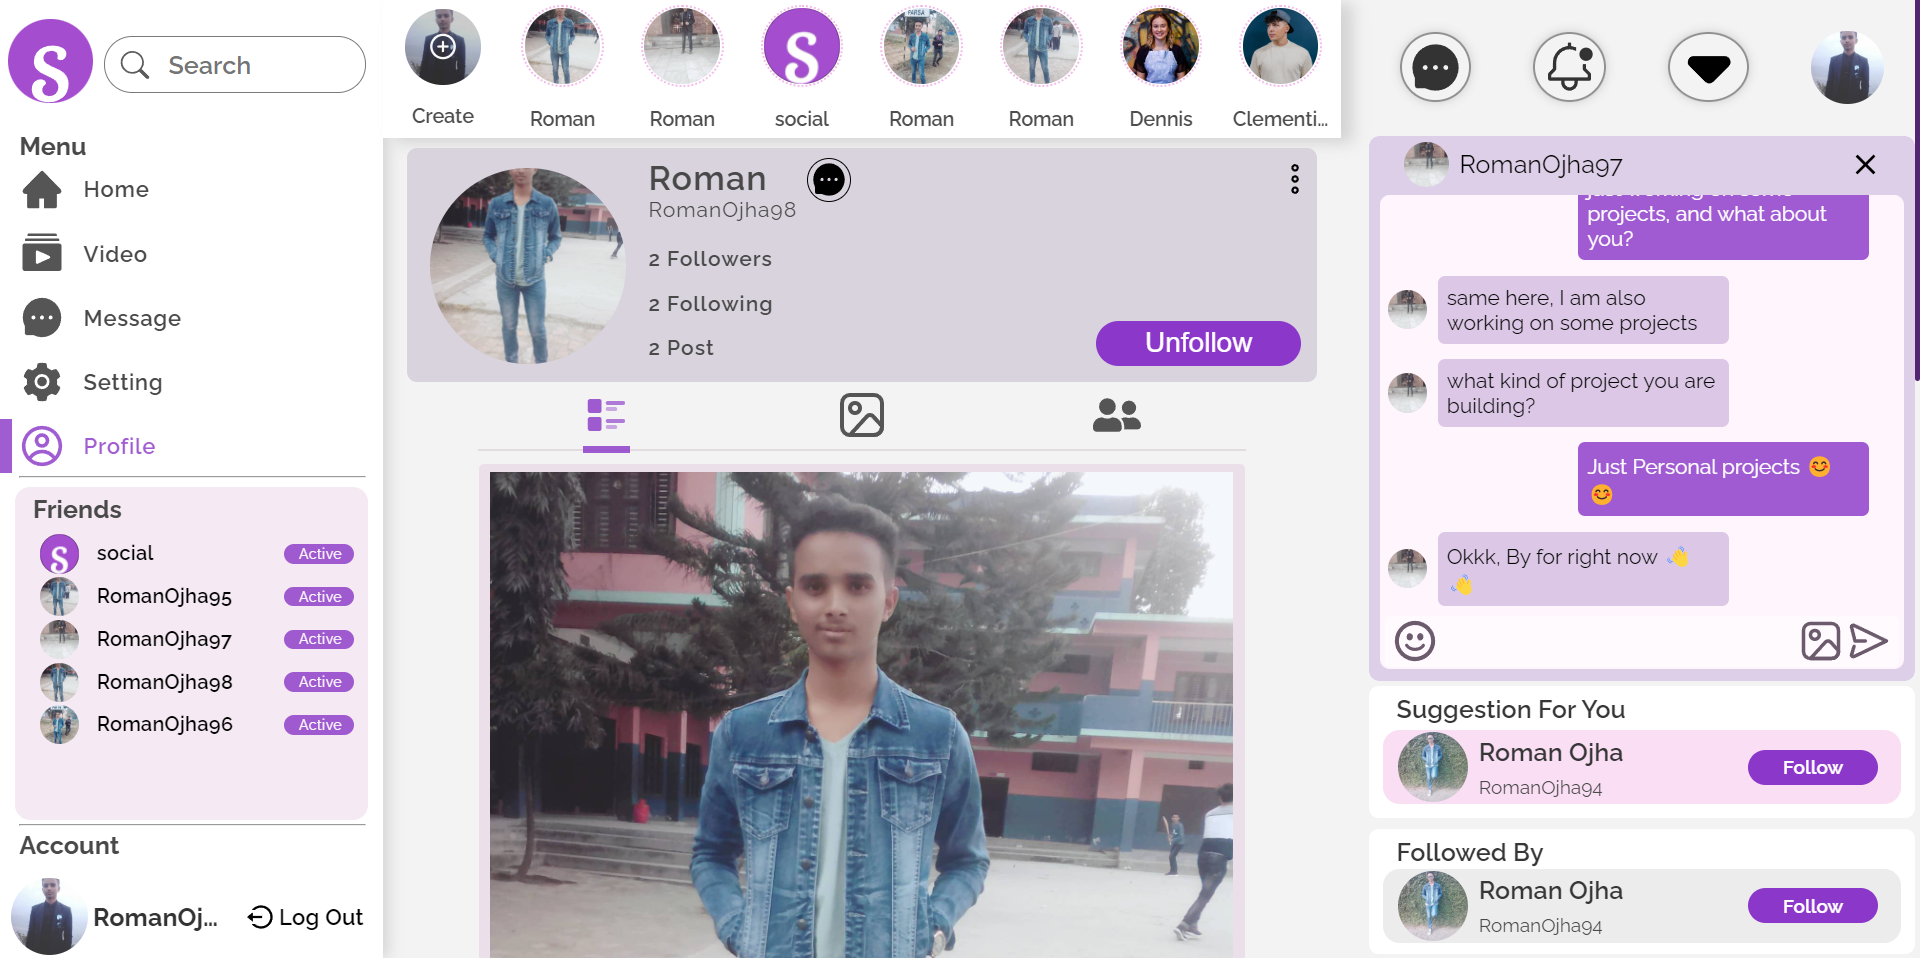 S
Search
Menu
Home
Video
Message
Setting
Profile
Friends
S
social
Active
RomanOjha95
Active
RomanOjha97
Active
RomanOjha98
Active
RomanOjha96
Active
Account
RomanOj...
Log Out
S
PARSA
Create
Roman
Roman
social
Roman
Roman
Dennis
Clementi...
Roman
RomanOjha98
2 Followers
2 Following
2 Post
Unfollow
RomanOjha97
projects, and what about
you?
same here, I am also
working on some projects
what kind of project you are
building?
Just Personal projects 😊
😊
Okkk, By for right now 👋
👋
Suggestion For You
Roman Ojha
RomanOjha94
Follow
Followed By
Roman Ojha
RomanOjha94
Follow